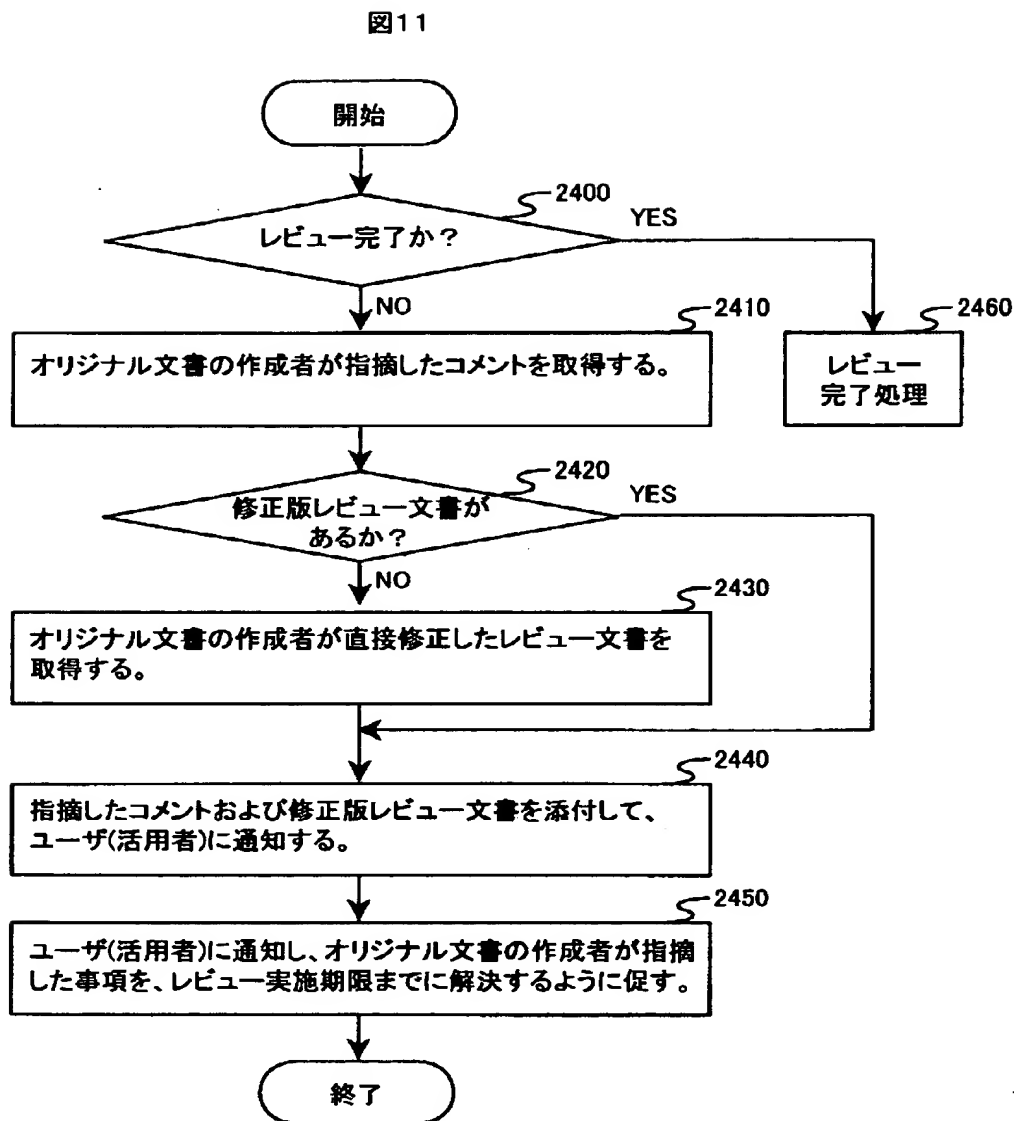 図11
開始
2400
レビュー完了か？
YES
NO
2410
オリジナル文書の作成者が指摘したコメントを取得する。
2460
レビュー
完了処理
2420
修正版レビュー文書が
あるか？
YES
NO
2430
オリジナル文書の作成者が直接修正したレビュー文書を
取得する。
2440
指摘したコメントおよび修正版レビュー文書を添付して、
ユーザ(活用者)に通知する。
2450
ユーザ(活用者)に通知し、オリジナル文書の作成者が指摘
した事項を、レビュー実施期限までに解決するように促す。
終了